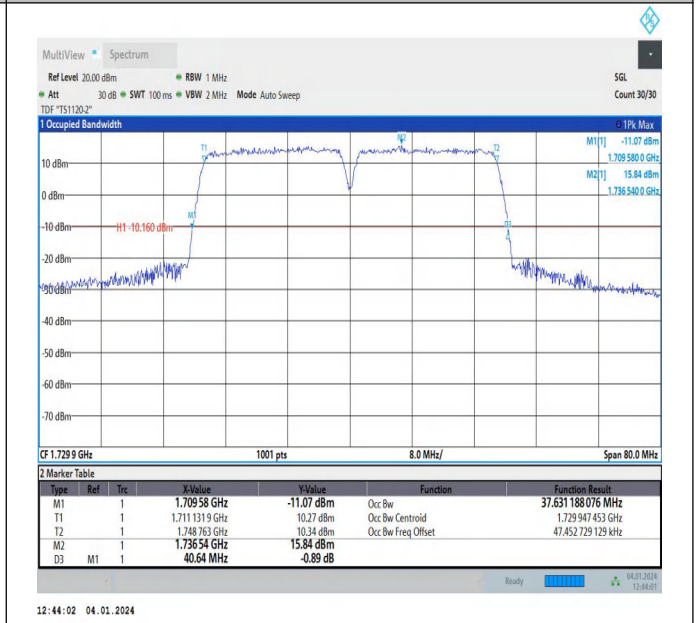 MultiView Spectrum
Ref Level 20.00 dBm RBW 1 MHz SGL
Att 30 dB SWT 100 ms VBW 2 MHz Mode Auto Sweep Count 30/30
TDF "TS1120-2"
1 Occupied Bandwidth 1Pk Max
M1[1] -11.07 dBm
1.709 580 0 GHz
M2[1] 15.84 dBm
1.736 540 0 GHz
T1 M2 T2
10 dBm
0 dBm
M1 D3
-10 dBm H1 -10.160 dBm
-20 dBm
-30 dBm
-40 dBm
-50 dBm
-60 dBm
-70 dBm
CF 1.729 9 GHz 1001 pts 8.0 MHz/ Span 80.0 MHz
2 Marker Table
Type Ref Trc X-Value Y-Value Function Function Result
M1 1 1.709 58 GHz -11.07 dBm Occ Bw 37.631 188 076 MHz
T1 1 1.711 131 9 GHz 10.27 dBm Occ Bw Centroid 1.729 947 453 GHz
T2 1 1.748 763 GHz 10.34 dBm Occ Bw Freq Offset 47.452 729 129 kHz
M2 1 1.736 54 GHz 15.84 dBm
D3 M1 1 40.64 MHz -0.89 dB
Ready 04.01.2024
12:44:01
12:44:02 04.01.2024